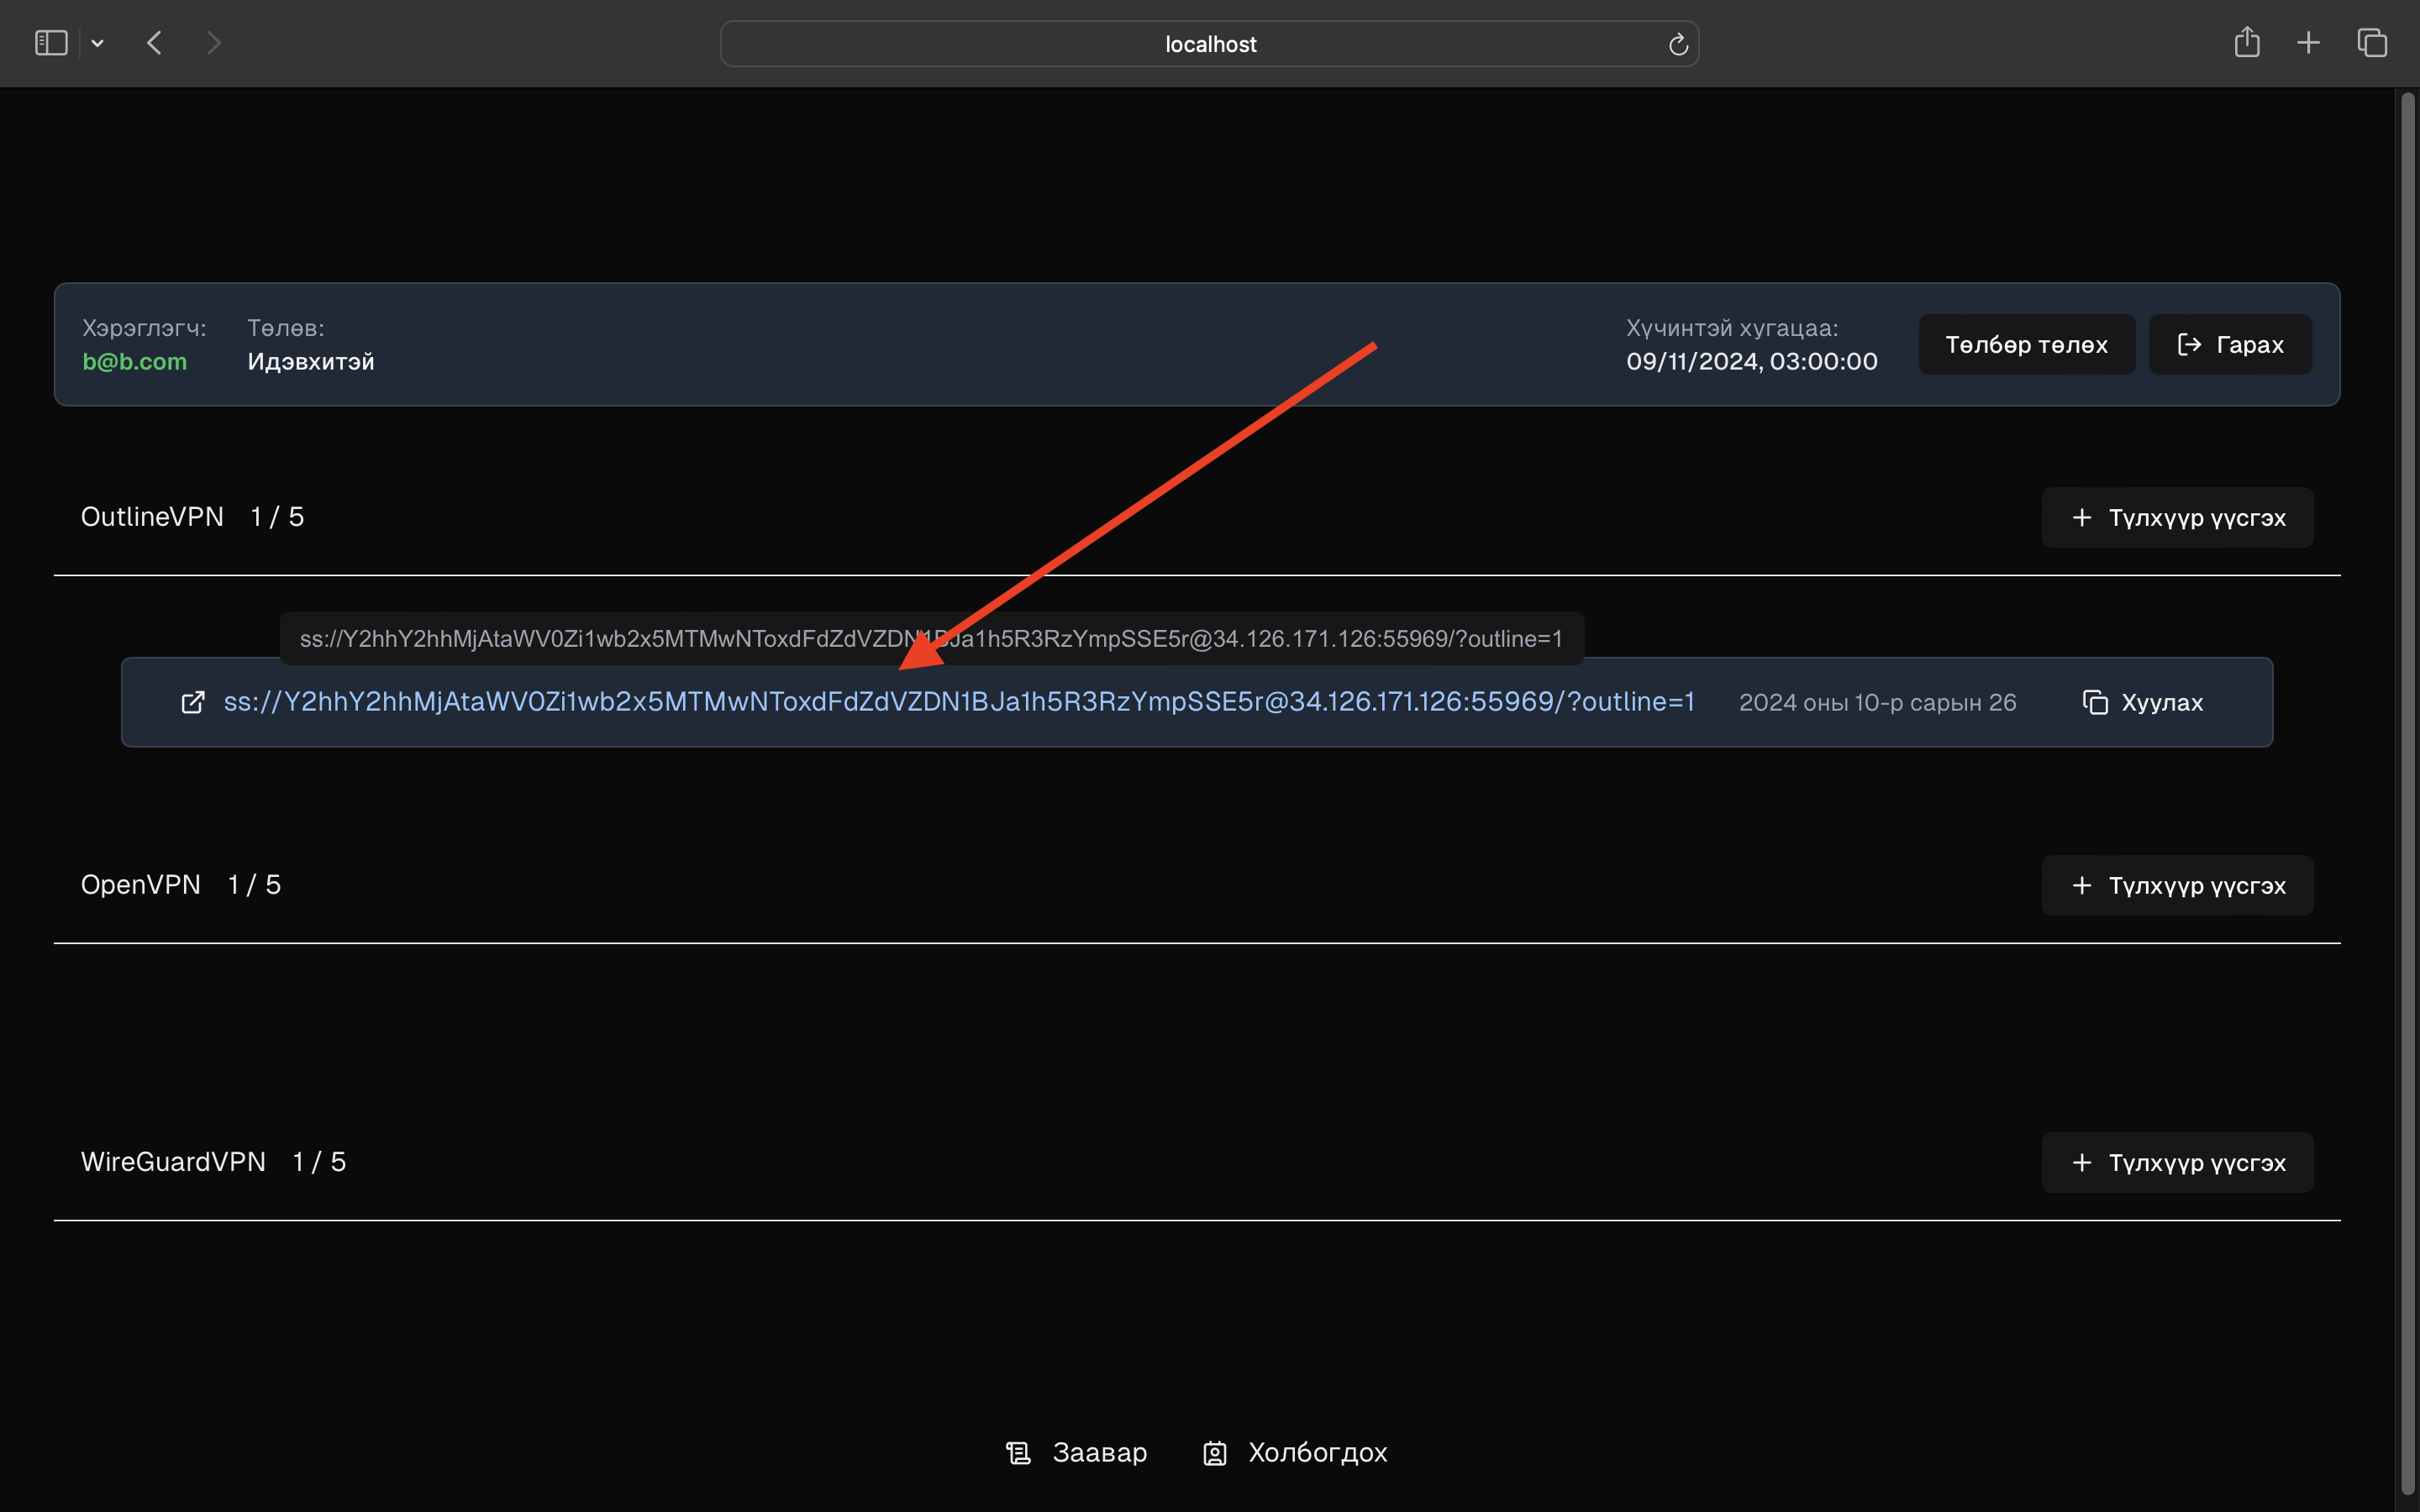 localhost
Хэрэглэгч: Төлөв: Хүчинтэй хугацаа:
b@b.com Идэвхитэй 09/11/2024, 03:00:00 Төлбөр төлөх Гарах
OutlineVPN 1 / 5 Түлхүүр үүсгэх
ss://Y2hhY2hhMjAtaWV0Zi1wb2x5MTMwNToxdFdZdVZDN1BJa1h5R3RzYmpSSE5r@34.126.171.126:55969/?outline=1
ss://Y2hhY2hhMjAtaWV0Zi1wb2x5MTMwNToxdFdZdVZDN1BJa1h5R3RzYmpSSE5r@34.126.171.126:55969/?outline=1 2024 оны 10-р сарын 26 Хуулах
OpenVPN 1 / 5 Түлхүүр үүсгэх
WireGuardVPN 1 / 5 Түлхүүр үүсгэх
Заавар Холбогдох